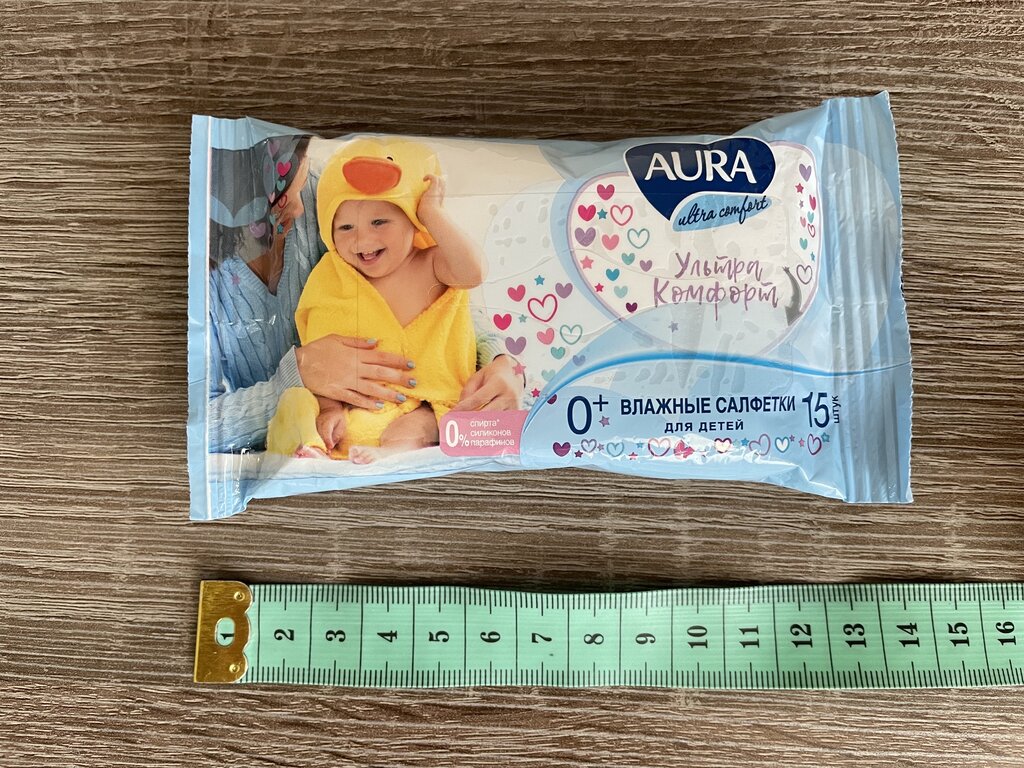 AURA
ultra comfort
Ультра
Комфорт
0+ ВЛАЖНЫЕ САЛФЕТКИ 15 штук
ДЛЯ ДЕТЕЙ
0% спирта*
силиконов
парафинов
1 2 3 4 5 6 7 8 9 10 11 12 13 14 15 16